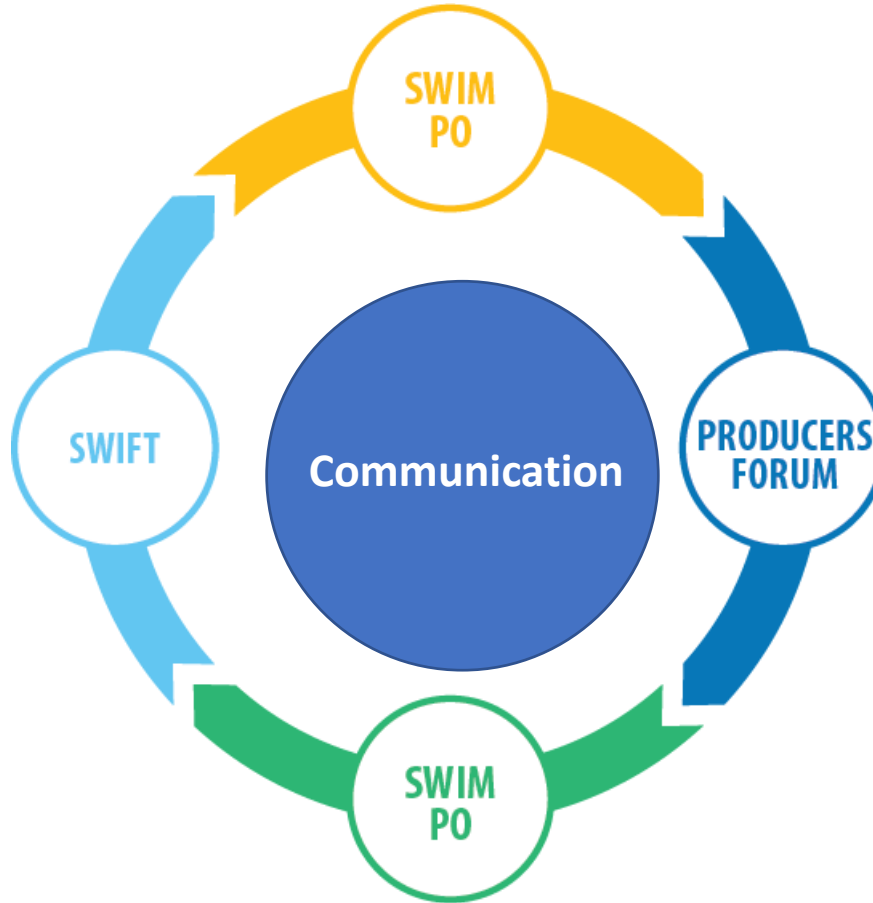 SWIM
PO
SWIFT
Communication
PRODUCERS
FORUM
SWIM
PO